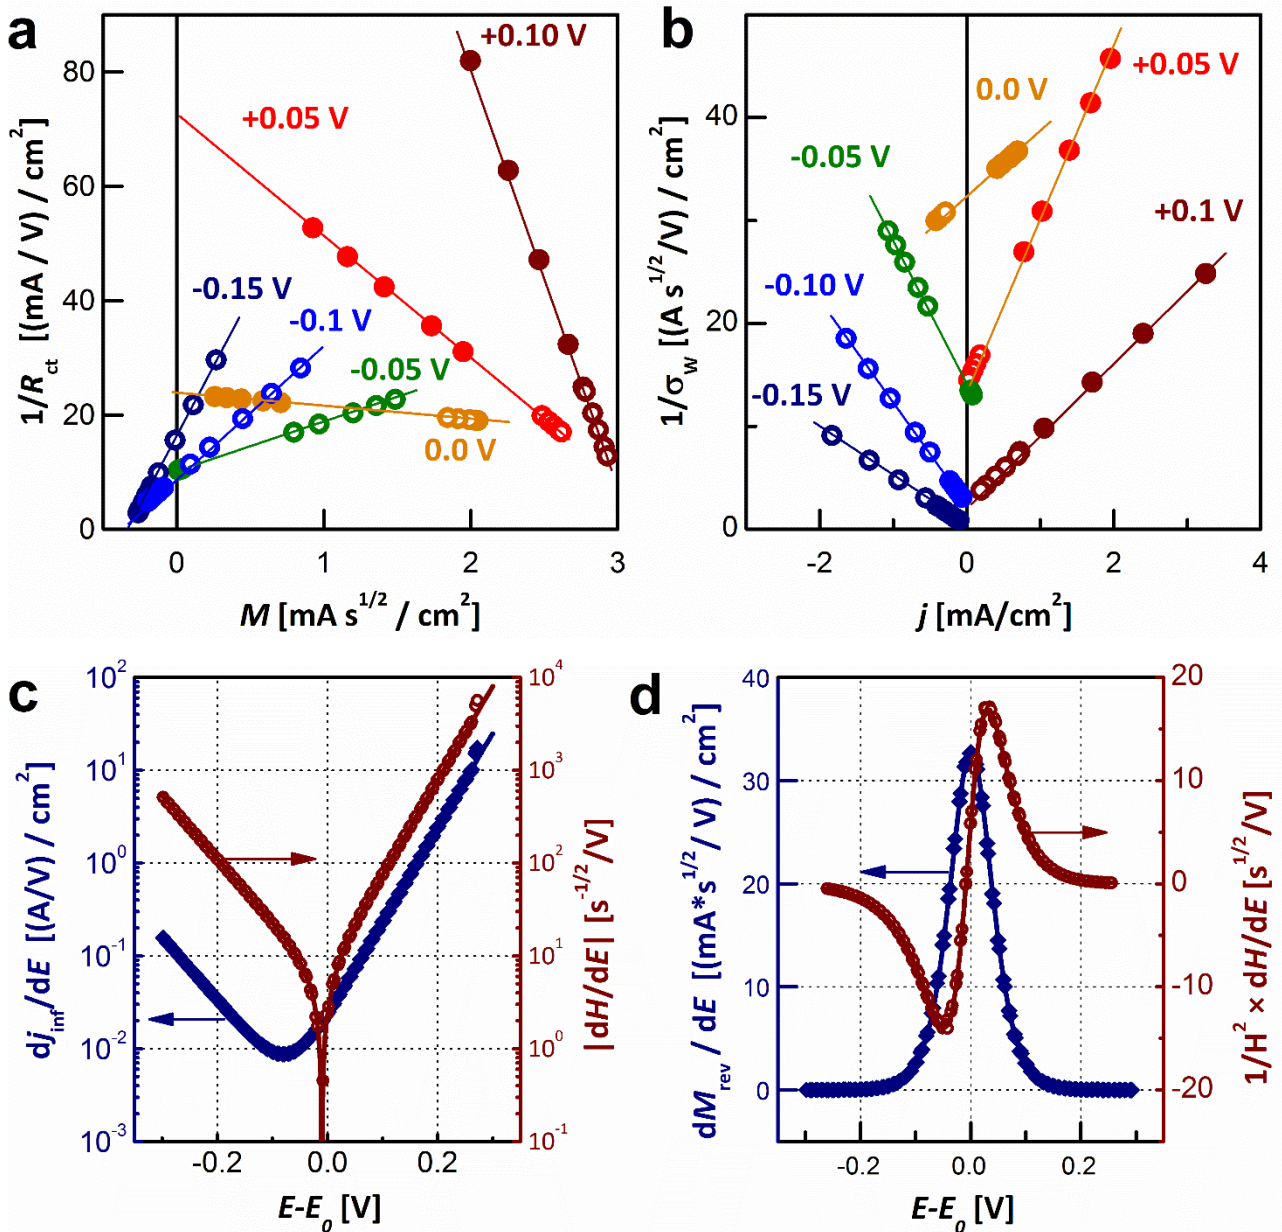 a
+0.10 V
+0.05 V
-0.15 V
-0.1 V
-0.05 V
0.0 V
80
60
40
20
0
0
1
2
3
1/R_ct [(mA / V) / cm^2]
M [mA s^1/2 / cm^2]
b
0.0 V
+0.05 V
-0.05 V
+0.1 V
-0.10 V
-0.15 V
40
20
0
-2
0
2
4
1/σ_w [(A s^1/2/V) / cm^2]
j [mA/cm^2]
c
10^2
10^1
10^0
10^-1
10^-2
10^-3
10^4
10^3
10^2
10^1
10^0
10^-1
-0.2
0.0
0.2
dj_inf/dE [(A/V) / cm^2]
|dH/dE| [s^-1/2/V]
E-E_0 [V]
d
40
30
20
10
0
20
10
0
-10
-20
-0.2
0.0
0.2
dM_rev / dE [(mA*s^1/2/V) / cm^2]
1/H^2 × dH/dE [s^1/2/V]
E-E_0 [V]